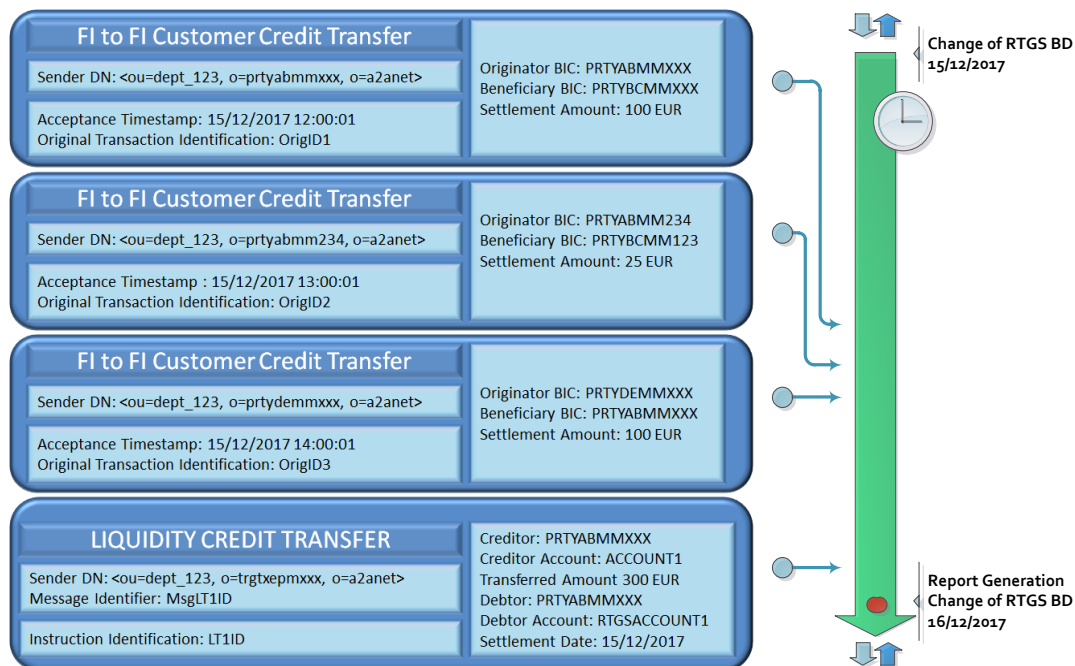 FI to FI Customer Credit Transfer
Sender DN: <ou=dept_123, o=prtyabmmxxx, o=a2anet>
Acceptance Timestamp: 15/12/2017 12:00:01
Original Transaction Identification: OrigID1
Originator BIC: PRTYABMMXXX
Beneficiary BIC: PRTYBCMMXXX
Settlement Amount: 100 EUR
FI to FI Customer Credit Transfer
Sender DN: <ou=dept_123, o=prtyabmm234, o=a2anet>
Acceptance Timestamp : 15/12/2017 13:00:01
Original Transaction Identification: OrigID2
Originator BIC: PRTYABMM234
Beneficiary BIC: PRTYBCMM123
Settlement Amount: 25 EUR
FI to FI Customer Credit Transfer
Sender DN: <ou=dept_123, o=prtydemmxxx, o=a2anet>
Acceptance Timestamp: 15/12/2017 14:00:01
Original Transaction Identification: OrigID3
Originator BIC: PRTYDEMMXXX
Beneficiary BIC: PRTYABMMXXX
Settlement Amount: 100 EUR
LIQUIDITY CREDIT TRANSFER
Sender DN: <ou=dept_123, o=trgtxepmxxx, o=a2anet>
Message Identifier: MsgLT1ID
Instruction Identification: LT1ID
Creditor: PRTYABMMXXX
Creditor Account: ACCOUNT1
Transferred Amount 300 EUR
Debtor: PRTYABMMXXX
Debtor Account: RTGSACCOUNT1
Settlement Date: 15/12/2017
Change of RTGS BD
15/12/2017
Report Generation
Change of RTGS BD
16/12/2017